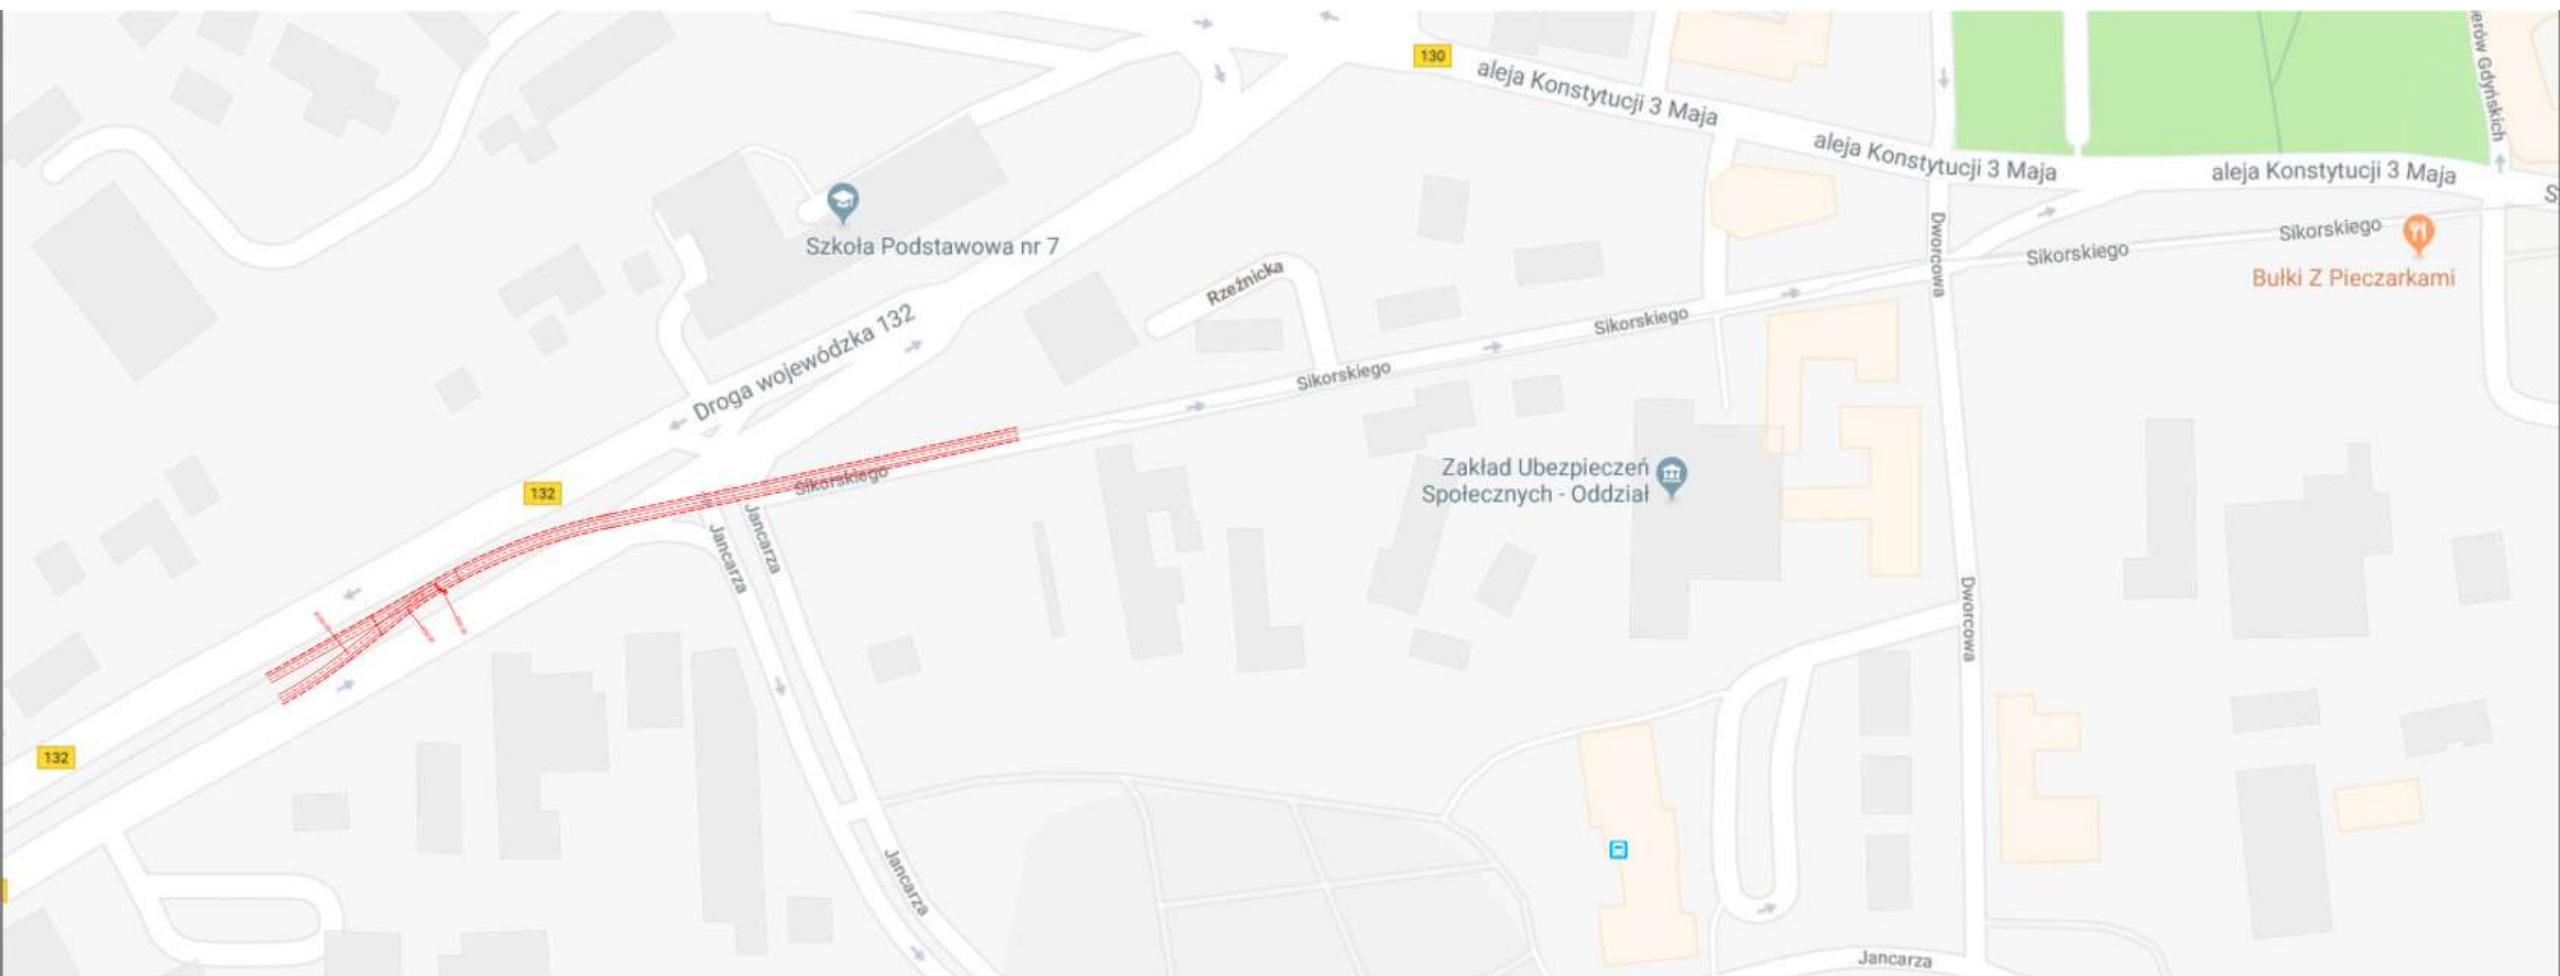 130
aleja Konstytucji 3 Maja
aleja Konstytucji 3 Maja
aleja Konstytucji 3 Maja
erów Gdyńskich
S
Szkoła Podstawowa nr 7
Rzeźnicka
Dworcowa
Sikorskiego
Sikorskiego
Bułki Z Pieczarkami
Droga wojewódzka 132
Sikorskiego
Sikorskiego
132
Sikorskiego
Zakład Ubezpieczeń
Społecznych - Oddział
Jancarza
Jancarza
Dworcowa
132
Jancarza
Jancarza